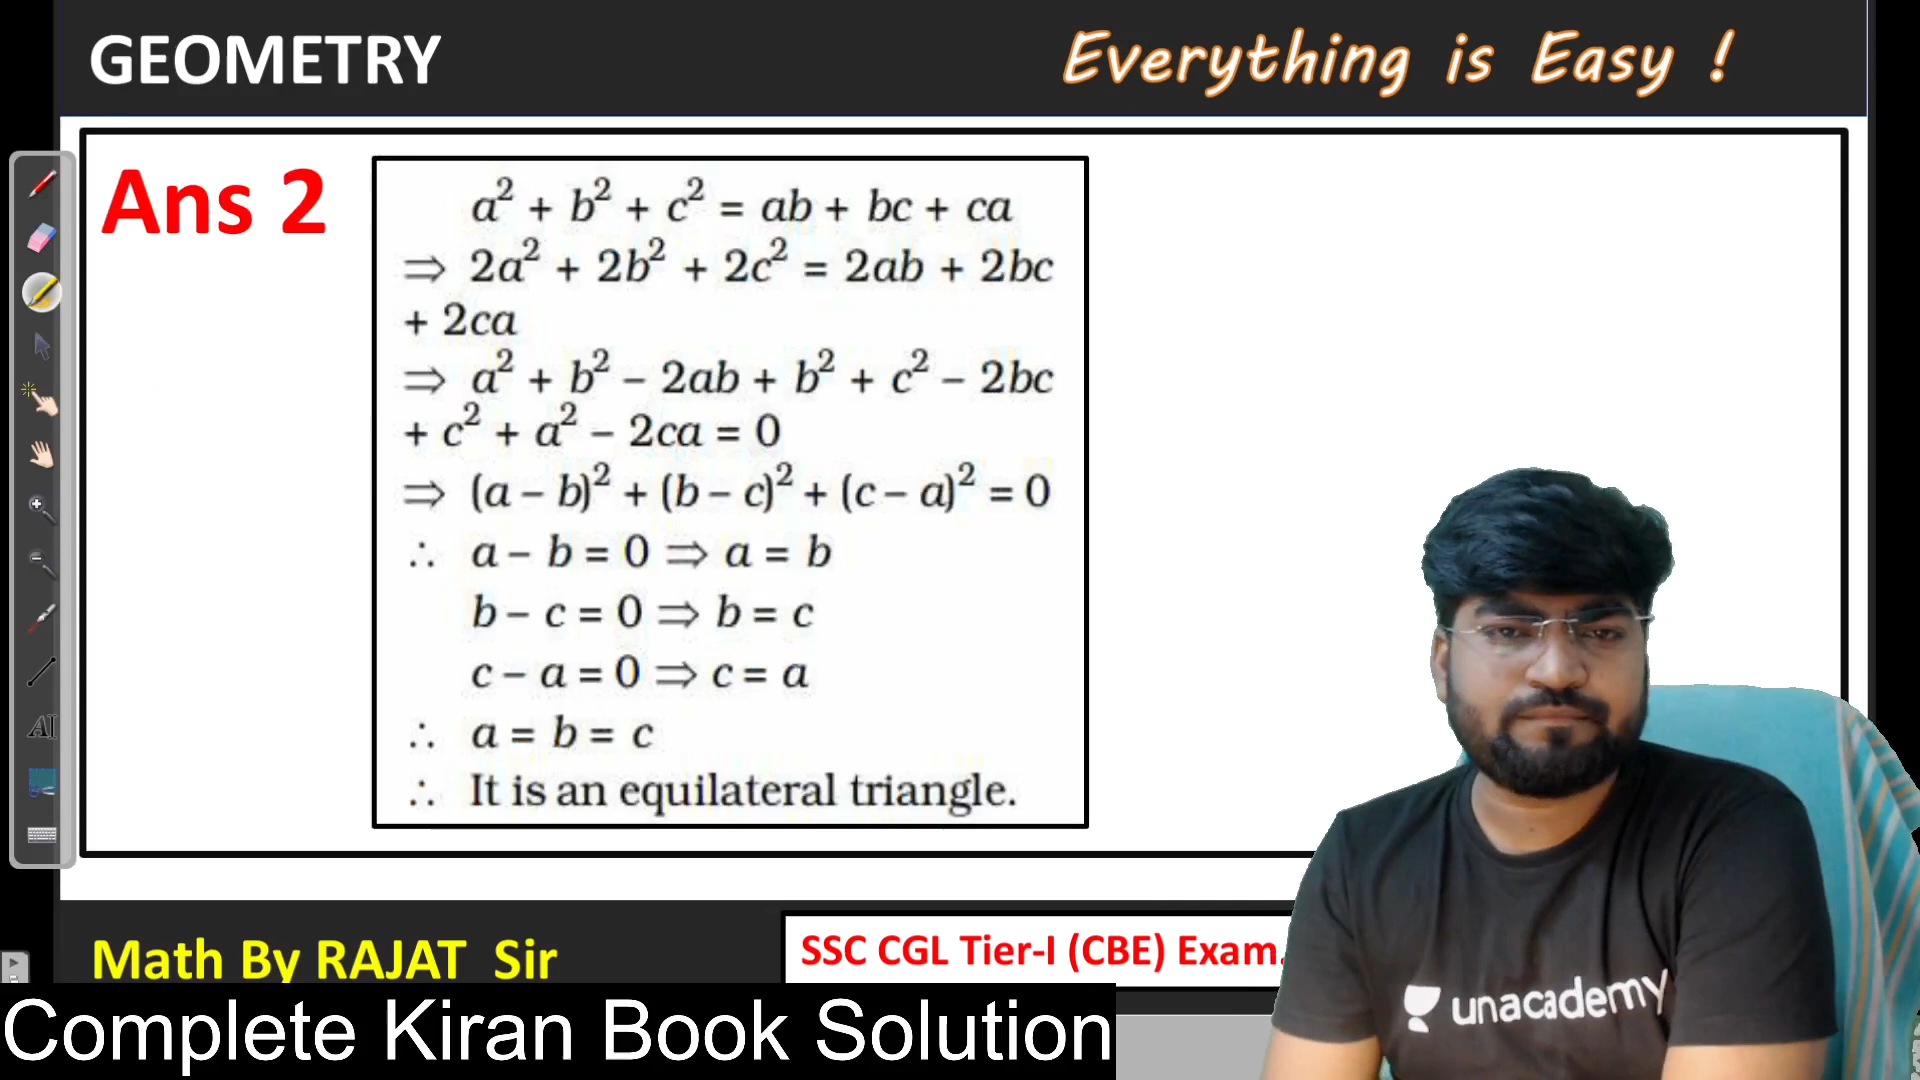 GEOMETRY
Everything is Easy !
Ans 2
a² + b² + c² = ab + bc + ca
⇒ 2a² + 2b² + 2c² = 2ab + 2bc
+ 2ca
⇒ a² + b² – 2ab + b² + c² – 2bc
+ c² + a² – 2ca = 0
⇒ (a – b)² + (b – c)² + (c – a)² = 0
∴ a – b = 0 ⇒ a = b
b – c = 0 ⇒ b = c
c – a = 0 ⇒ c = a
∴ a = b = c
∴ It is an equilateral triangle.
AI
Math By RAJAT Sir
SSC CGL Tier-I (CBE) Exam.
unacademy
Complete Kiran Book Solution